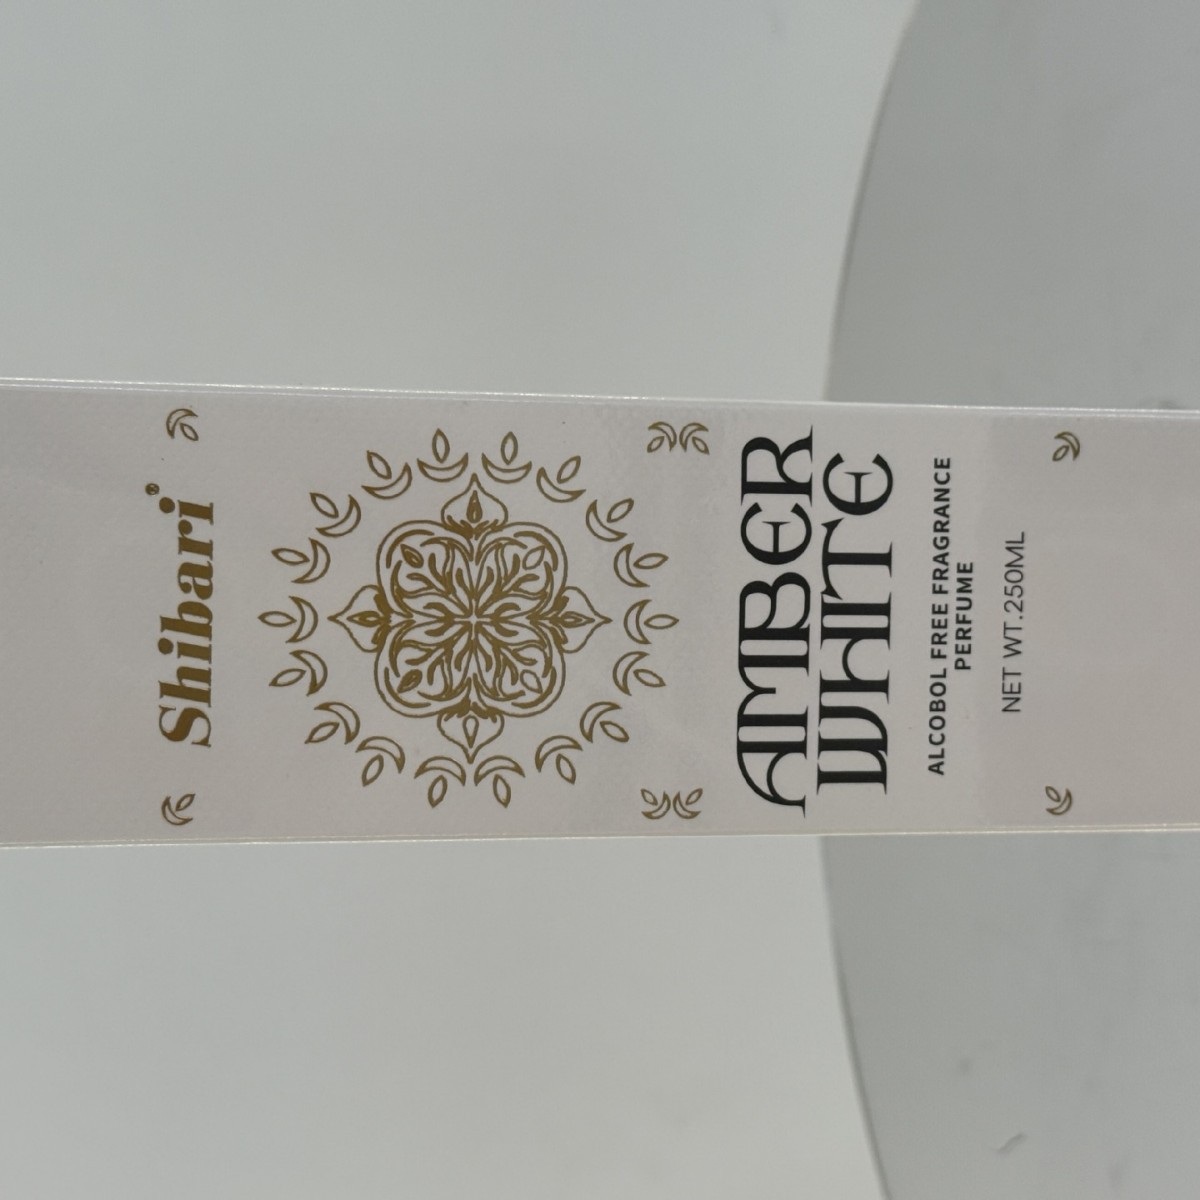 Shibari®
AMBER
WHITE
ALCOBOL FREE FRAGRANCE
PERFUME
NET WT.250ML